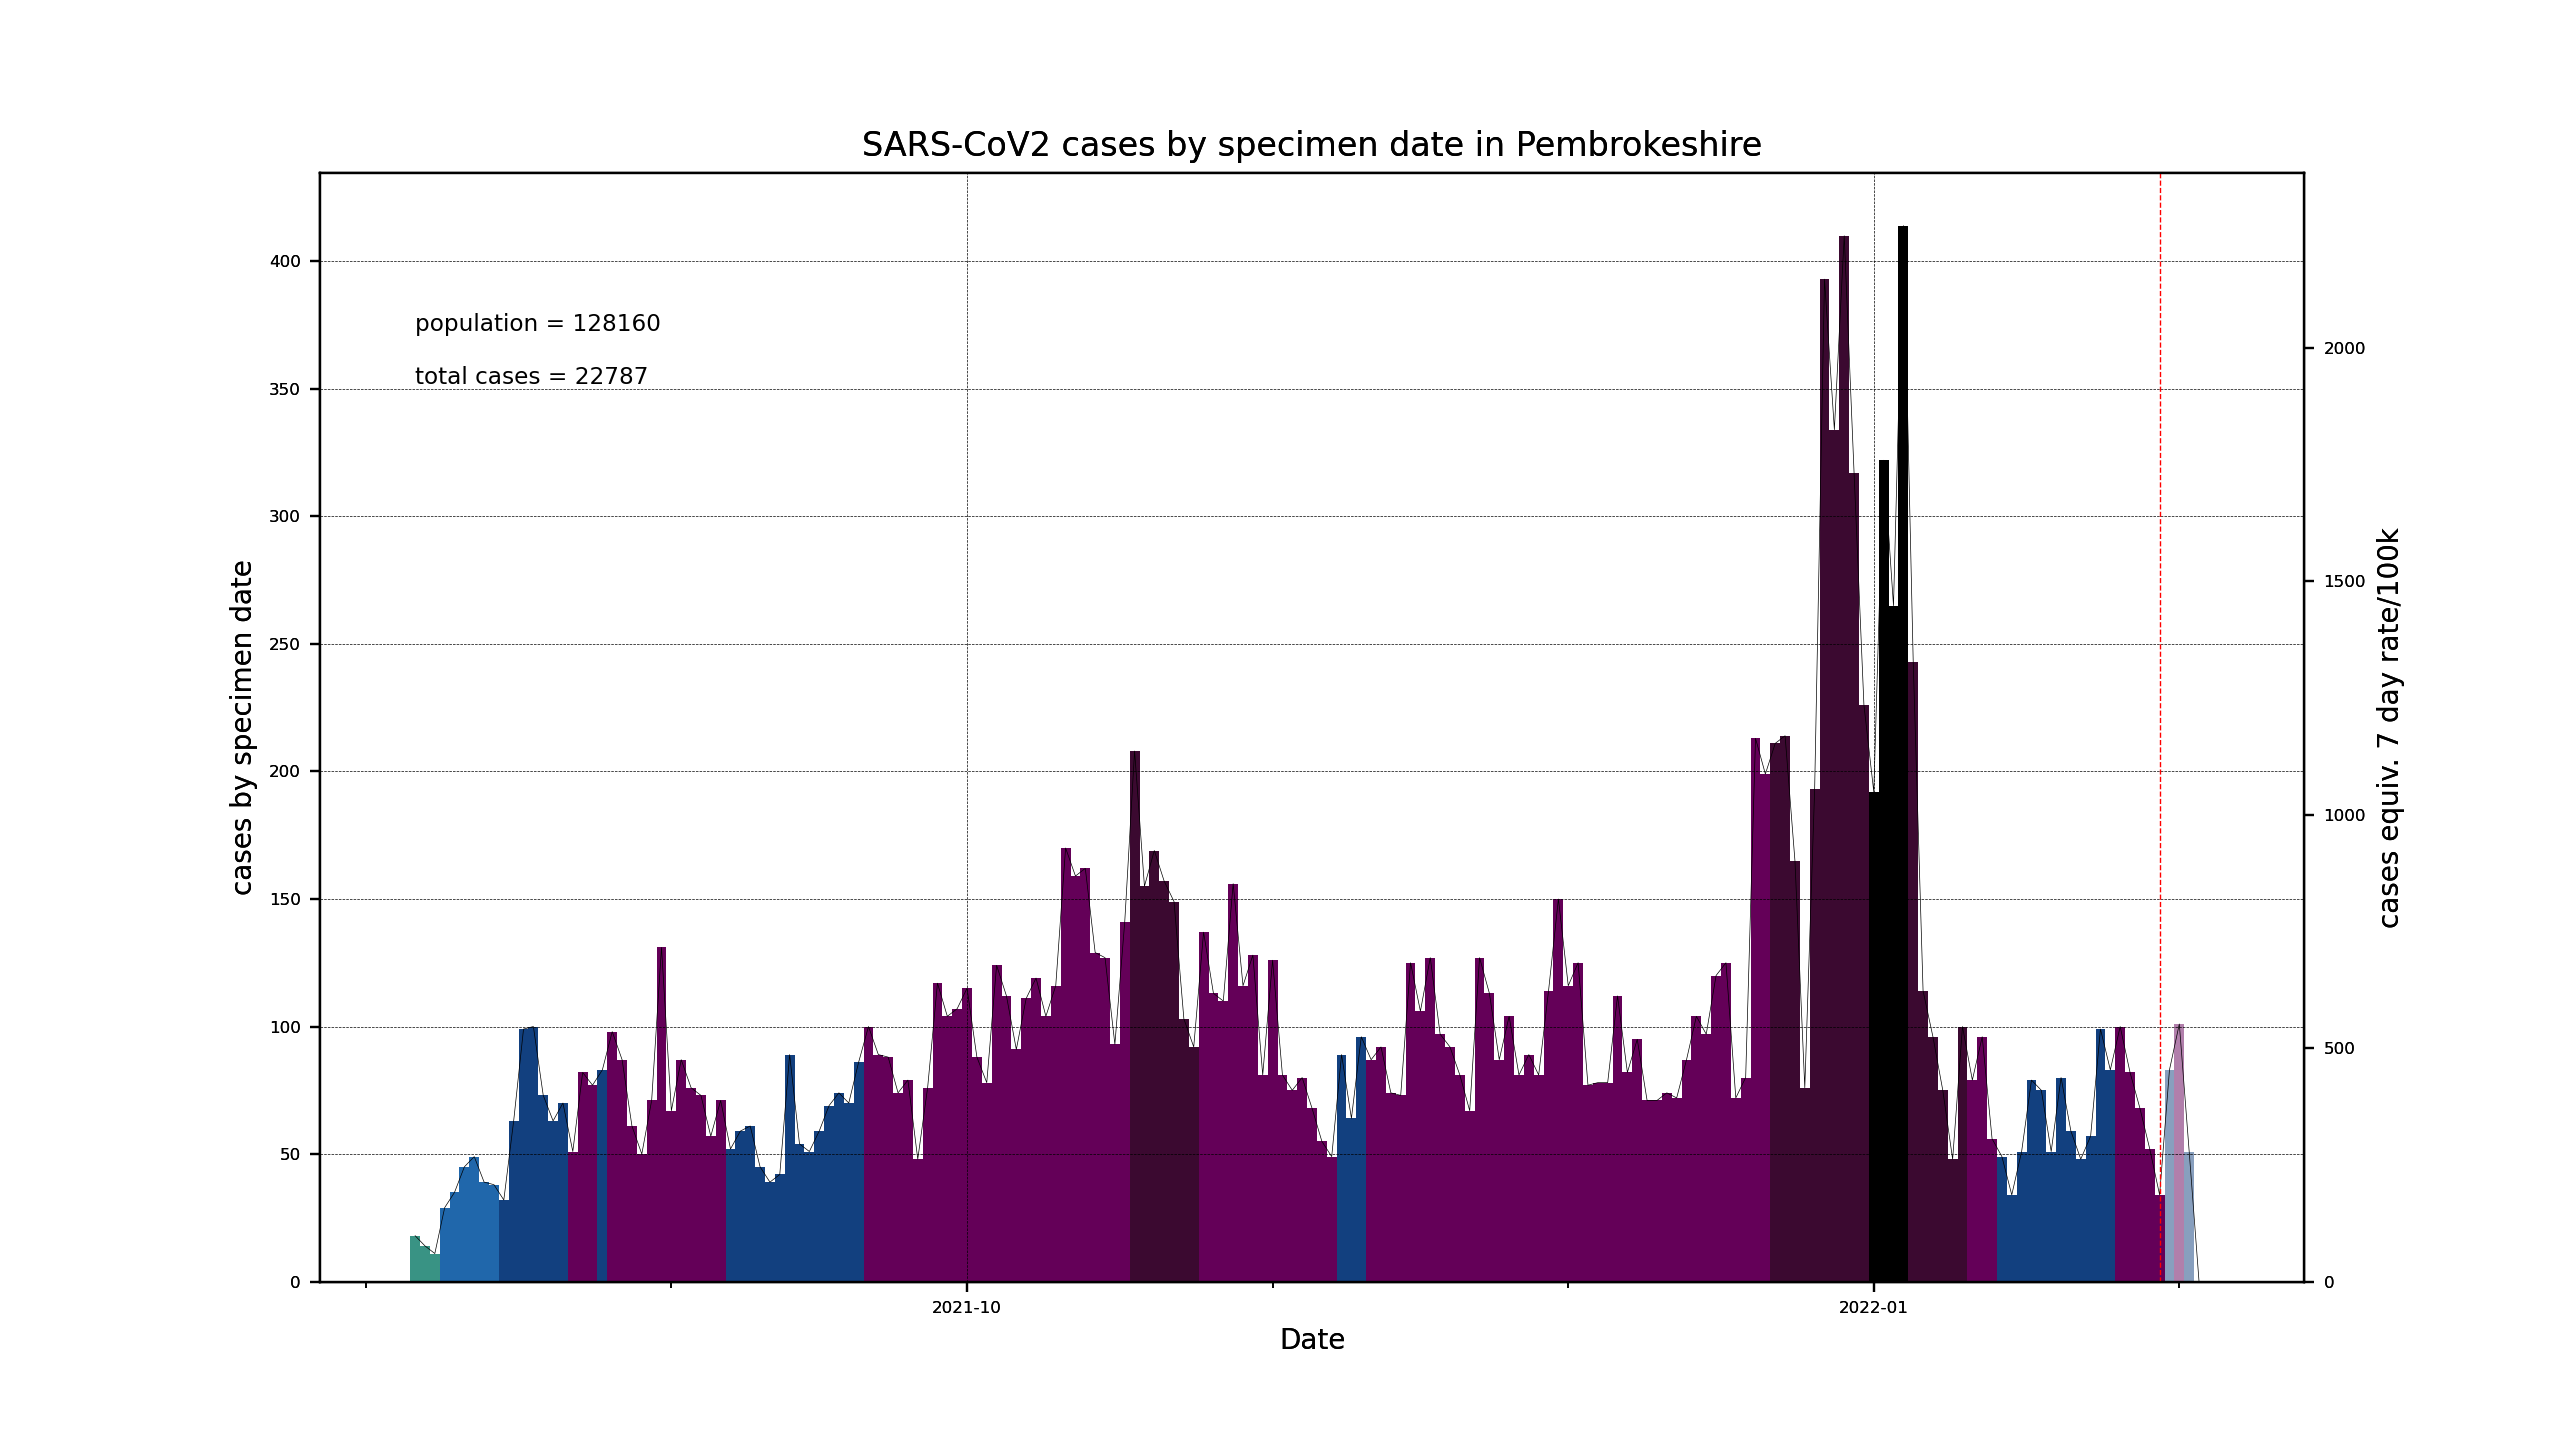 SARS-CoV2 cases by specimen date in Pembrokeshire
population = 128160
total cases = 22787
cases by specimen date
400
350
300
250
200
150
100
50
0
2000
1500
1000
500
0
cases equiv. 7 day rate/100k
2021-10
2022-01
Date